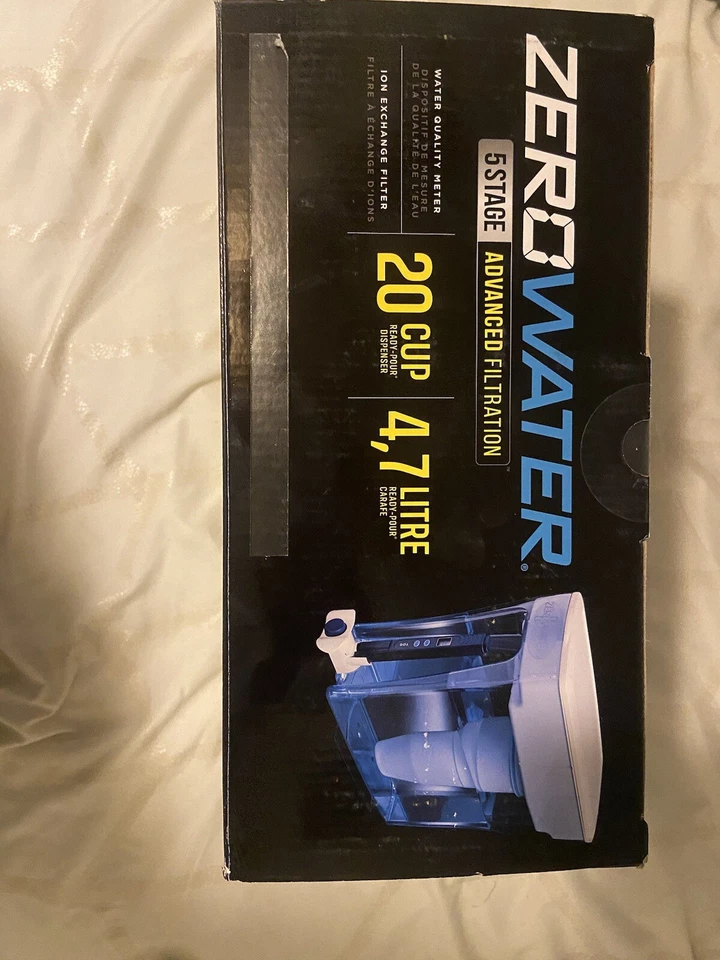 ZEROWATER®
5 STAGE ADVANCED FILTRATION
WATER QUALITY METER
DISPOSITIF DE MESURE
DE LA QUALITÉ DE L'EAU
ION EXCHANGE FILTER
FILTRE À ÉCHANGE D'IONS
20 CUP
READY-POUR®
DISPENSER
4,7 LITRE
READY-POUR®
CARAFE
TDS